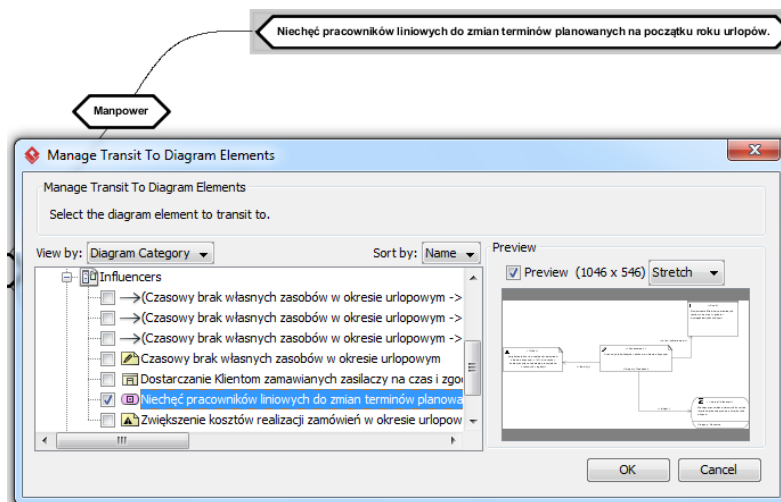 Niechęć pracowników liniowych do zmian terminów planowanych na początku roku urlopów.
Manpower
Manage Transit To Diagram Elements
Manage Transit To Diagram Elements
Select the diagram element to transit to.
View by: Diagram Category Sort by: Name
Influencers
(Czasowy brak własnych zasobów w okresie urlopowym ->
(Czasowy brak własnych zasobów w okresie urlopowym ->
(Czasowy brak własnych zasobów w okresie urlopowym ->
Czasowy brak własnych zasobów w okresie urlopowym
Dostarczanie Klientom zamawianych zasilaczy na czas i zgo
Niechęć pracowników liniowych do zmian terminów planowa
Zwiększenie kosztów realizacji zamówień w okresie urlopow
Preview
Preview (1046 x 546) Stretch
OK Cancel